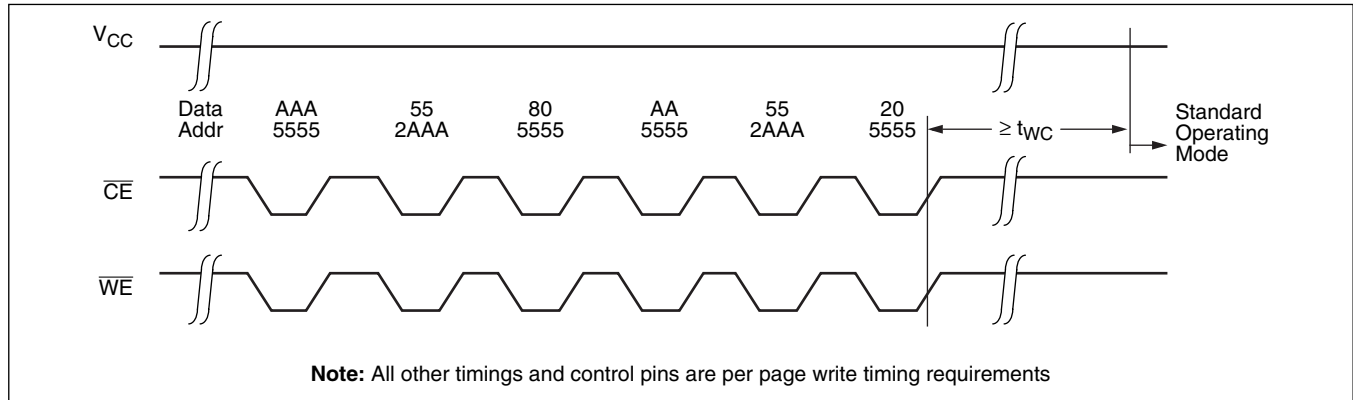 VCC
Data AAA 55 80 AA 55 20
Addr 5555 2AAA 5555 5555 2AAA 5555
≥ tWC
Standard
Operating
Mode
CE
WE
Note: All other timings and control pins are per page write timing requirements